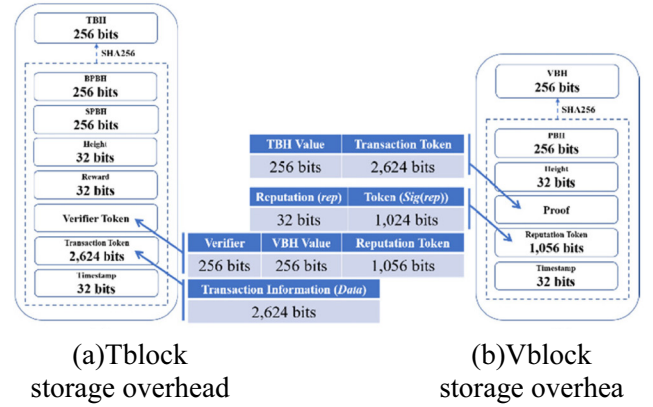 TBH
256 bits
SHA256
BPBH
256 bits
SPBH
256 bits
Height
32 bits
Reward
32 bits
Verifier Token
Transaction Token
2,624 bits
Timestamp
32 bits
TBH Value Transaction Token
256 bits 2,624 bits
Reputation (rep) Token (Sig(rep))
32 bits 1,024 bits
Verifier VBH Value Reputation Token
256 bits 256 bits 1,056 bits
Transaction Information (Data)
2,624 bits
VBH
256 bits
SHA256
PBH
256 bits
Height
32 bits
Proof
Reputation Token
1,056 bits
Timestamp
32 bits
(a)Tblock
storage overhead
(b)Vblock
storage overhea